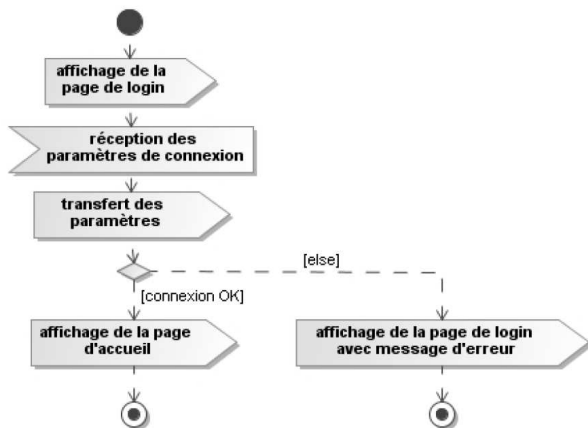 affichage de la
page de login
réception des
paramètres de connexion
transfert des
paramètres
[else]
[connexion OK]
affichage de la page
d'accueil
affichage de la page de login
avec message d'erreur